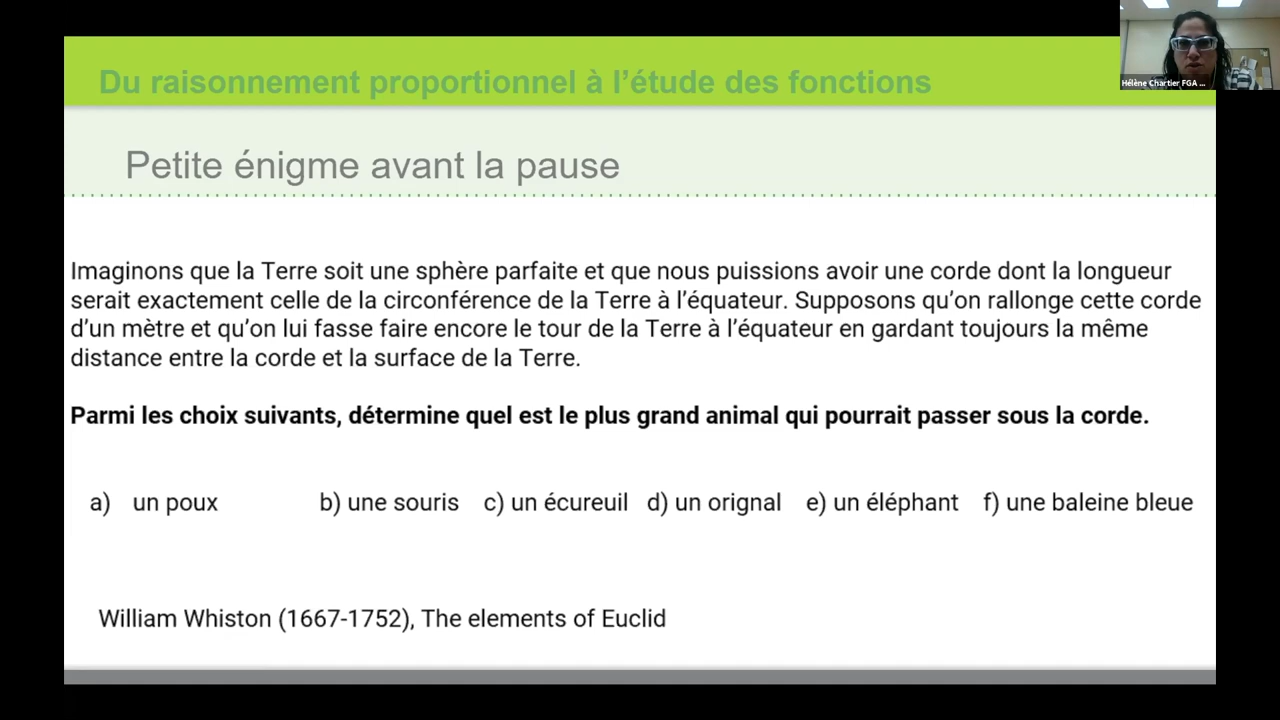 Du raisonnement proportionnel à l'étude des fonctions
Hélène Chartier FGA ...
Petite énigme avant la pause
Imaginons que la Terre soit une sphère parfaite et que nous puissions avoir une corde dont la longueur
serait exactement celle de la circonférence de la Terre à l'équateur. Supposons qu'on rallonge cette corde
d'un mètre et qu'on lui fasse faire encore le tour de la Terre à l'équateur en gardant toujours la même
distance entre la corde et la surface de la Terre.
Parmi les choix suivants, détermine quel est le plus grand animal qui pourrait passer sous la corde.
a) un poux b) une souris c) un écureuil d) un orignal e) un éléphant f) une baleine bleue
William Whiston (1667-1752), The elements of Euclid